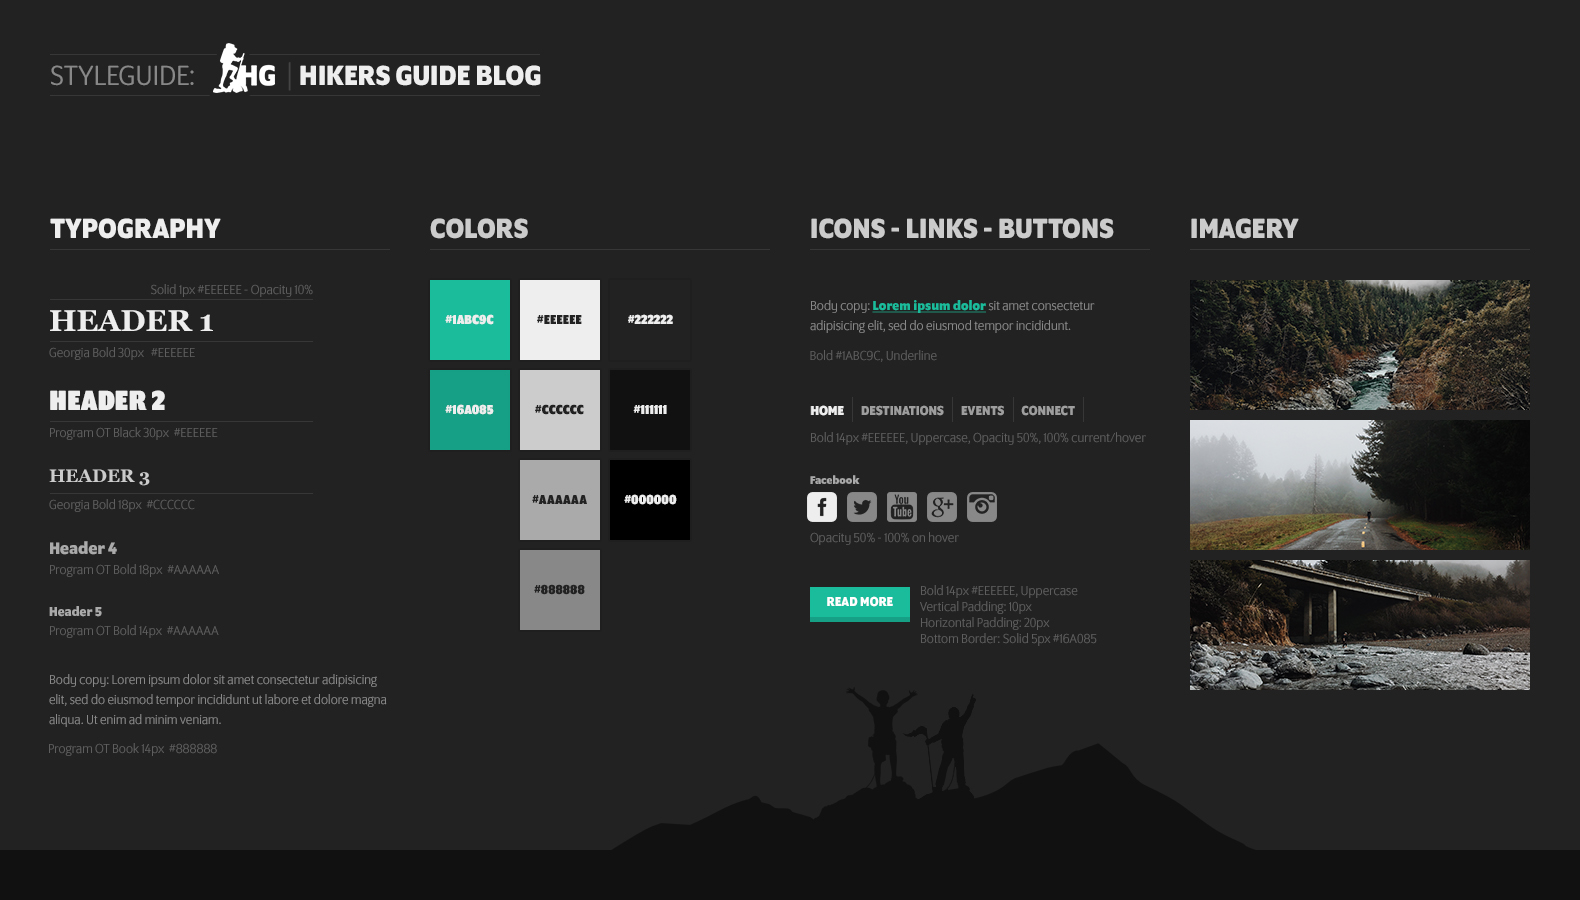 STYLEGUIDE: HG | HIKERS GUIDE BLOG
TYPOGRAPHY
Solid 1px #EEEEEE - Opacity 10%
HEADER 1
Georgia Bold 30px #EEEEEE
HEADER 2
Program OT Black 30px #EEEEEE
HEADER 3
Georgia Bold 18px #CCCCCC
Header 4
Program OT Bold 18px #AAAAAA
Header 5
Program OT Bold 14px #AAAAAA
Body copy: Lorem ipsum dolor sit amet consectetur adipisicing
elit, sed do eiusmod tempor incididunt ut labore et dolore magna
aliqua. Ut enim ad minim veniam.
Program OT Book 14px #888888
COLORS
#1ABC9C #EEEEEE #222222
#16A085 #CCCCCC #111111
#AAAAAA #000000
#888888
ICONS - LINKS - BUTTONS
Body copy: Lorem ipsum dolor sit amet consectetur
adipisicing elit, sed do eiusmod tempor incididunt.
Bold #1ABC9C, Underline
HOME DESTINATIONS EVENTS CONNECT
Bold 14px #EEEEEE, Uppercase, Opacity 50%, 100% current/hover
Facebook
f You Tube g+
Opacity 50% - 100% on hover
READ MORE
Bold 14px #EEEEEE, Uppercase
Vertical Padding: 10px
Horizontal Padding: 20px
Bottom Border: Solid 5px #16A085
IMAGERY